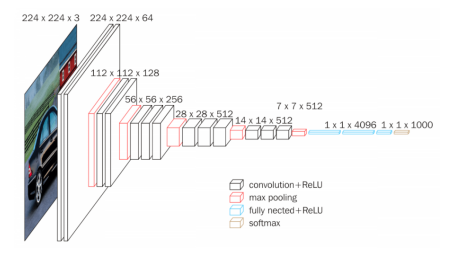 224 x 224 x 3
224 x 224 x 64
112 x 112 x 128
56 x 56 x 256
28 x 28 x 512
14 x 14 x 512
7 x 7 x 512
1 x 1 x 4096
1 x 1 x 1000
convolution+ReLU
max pooling
fully nected+ReLU
softmax